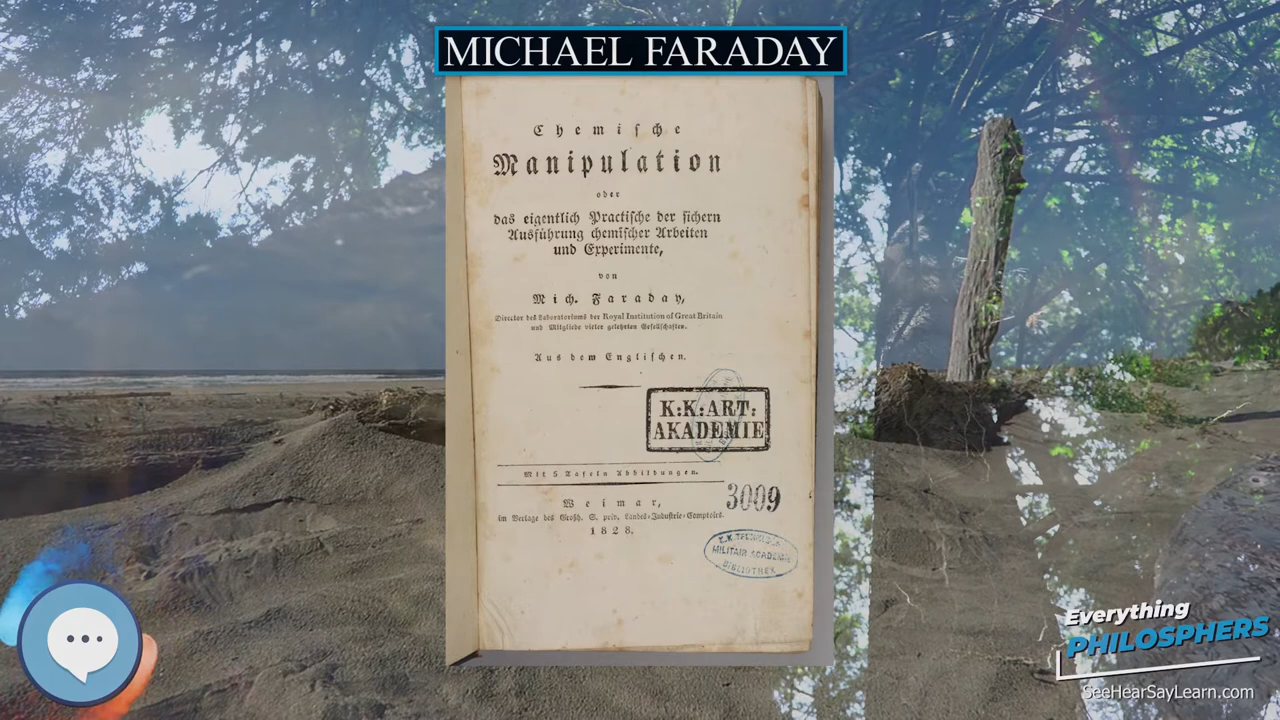 MICHAEL FARADAY
Chemische
Manipulation
oder
das eigentlich Practische der sichern
Ausführung chemischer Arbeiten
und Experimente,
von
Mich. Faraday,
Director des Laboratoriums der Royal Institution of Great Britain
und Mitgliede vieler gelehrten Gesellschaften.
Aus dem Englischen.
K:K:ART:
AKADEMIE
Mit 5 Tafeln Abbildungen.
3009
Weimar,
im Verlage des Großh. S. priv. Landes-Industrie-Comptoirs.
1828.
MILITAIR ACADEMIE
BIBLIOTHEK
Everything
PHILOSPHERS
SeeHearSayLearn.com